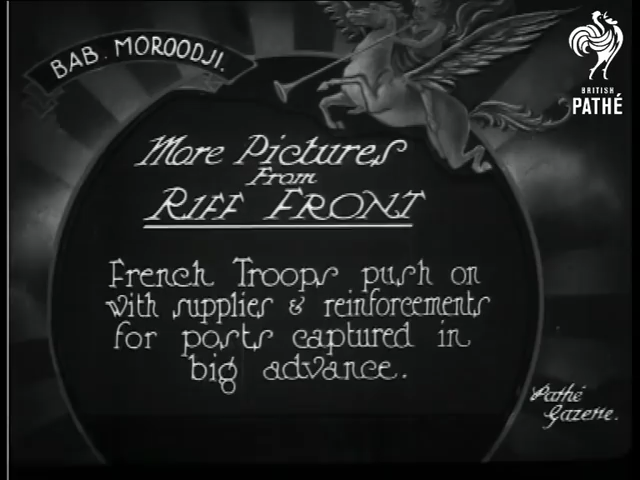 BAB. MOROODJI.
BRITISH
PATHÉ
More Pictures
From
RIFF FRONT
French Troops push on
with supplies & reinforcements
for posts captured in
big advance.
Pathé
Gazette.